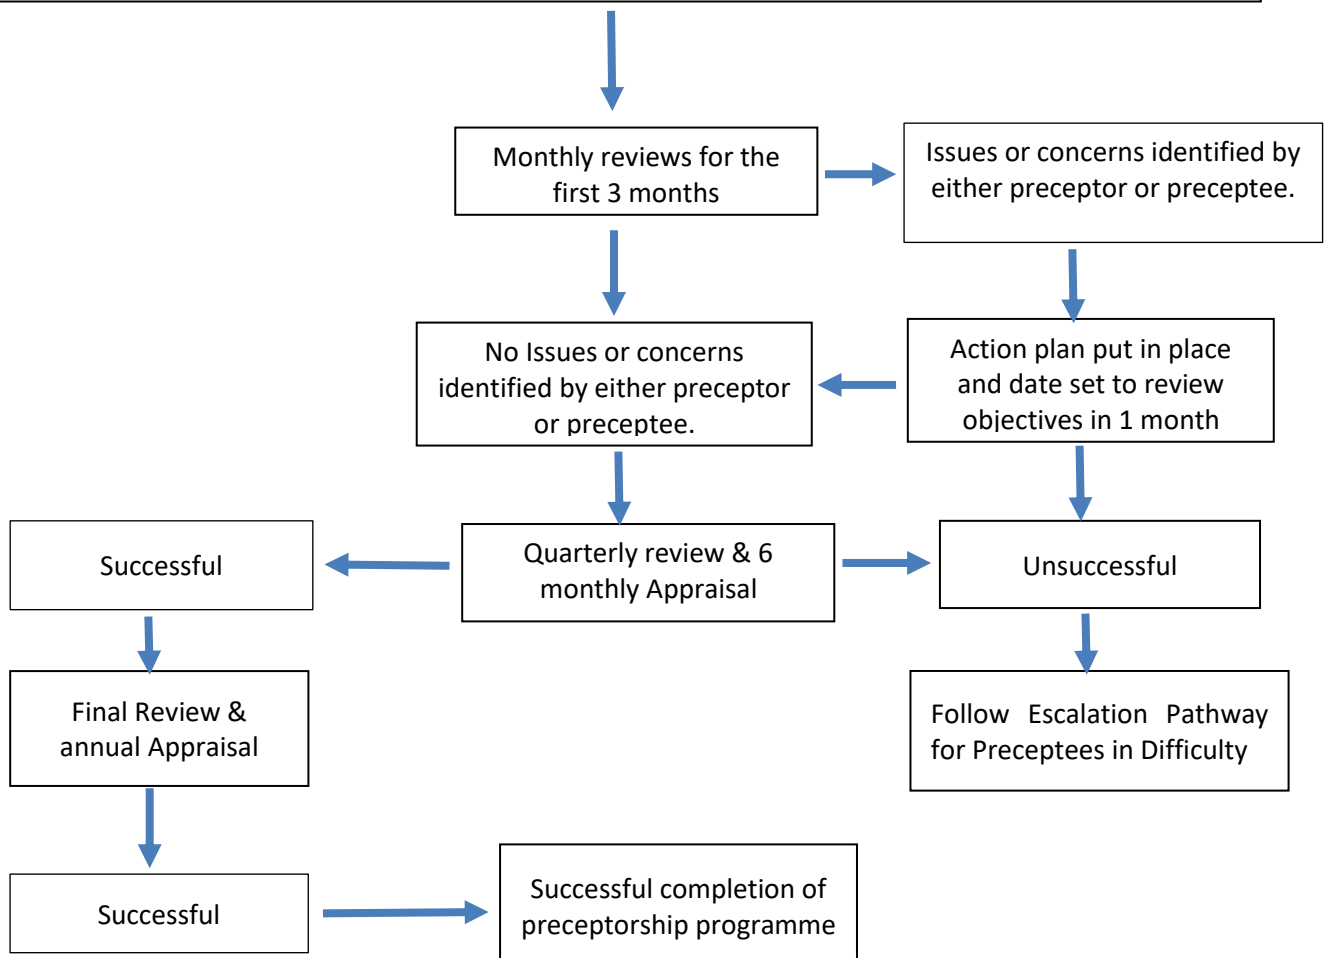 Monthly reviews for the
first 3 months
Issues or concerns identified by
either preceptor or preceptee.
No Issues or concerns
identified by either preceptor
or preceptee.
Action plan put in place
and date set to review
objectives in 1 month
Successful
Quarterly review & 6
monthly Appraisal
Unsuccessful
Final Review &
annual Appraisal
Follow Escalation Pathway
for Preceptees in Difficulty
Successful
Successful completion of
preceptorship programme